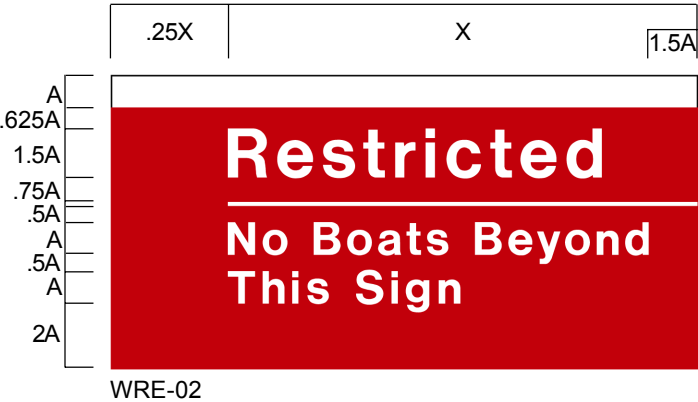 .25X X
1.5A
A
.625A
1.5A
.75A
.5A
A
.5A
A
2A
Restricted
No Boats Beyond
This Sign
WRE-02